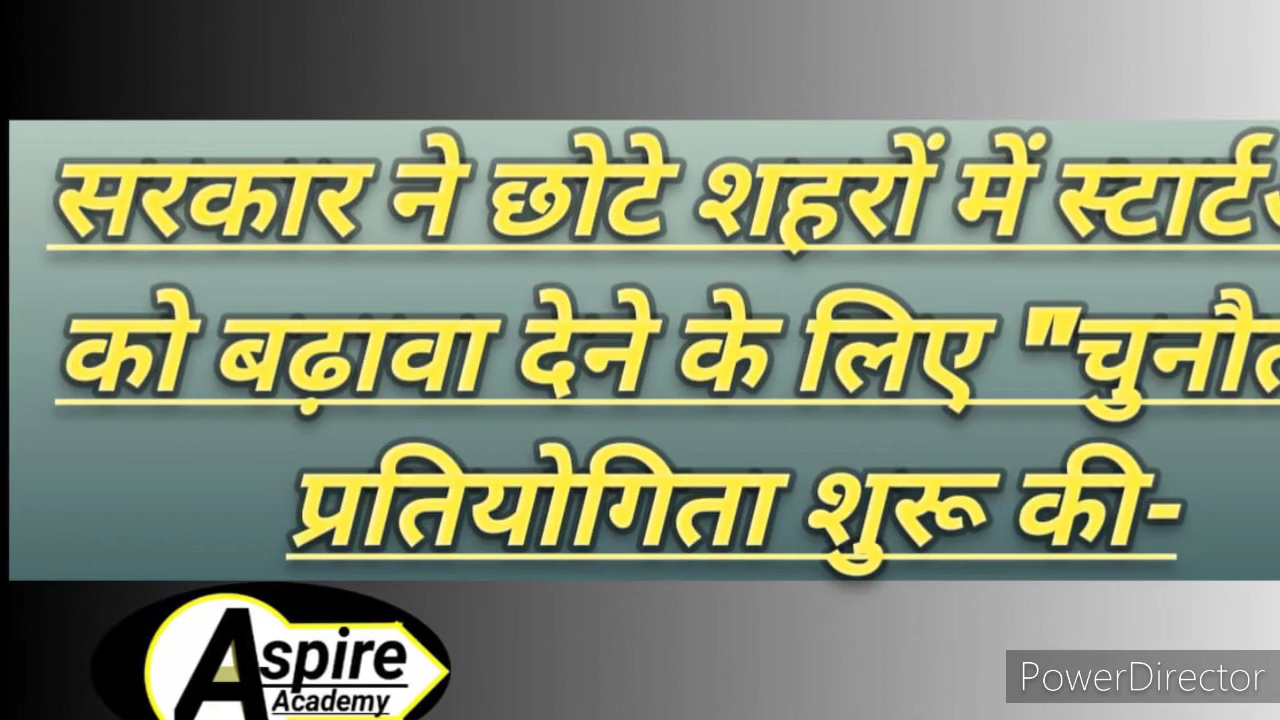 सरकार ने छोटे शहरों में
को बढ़ावा देने के लिए
प्रतियोगिता शुरू की-
Aspire
Academy
PowerDirector